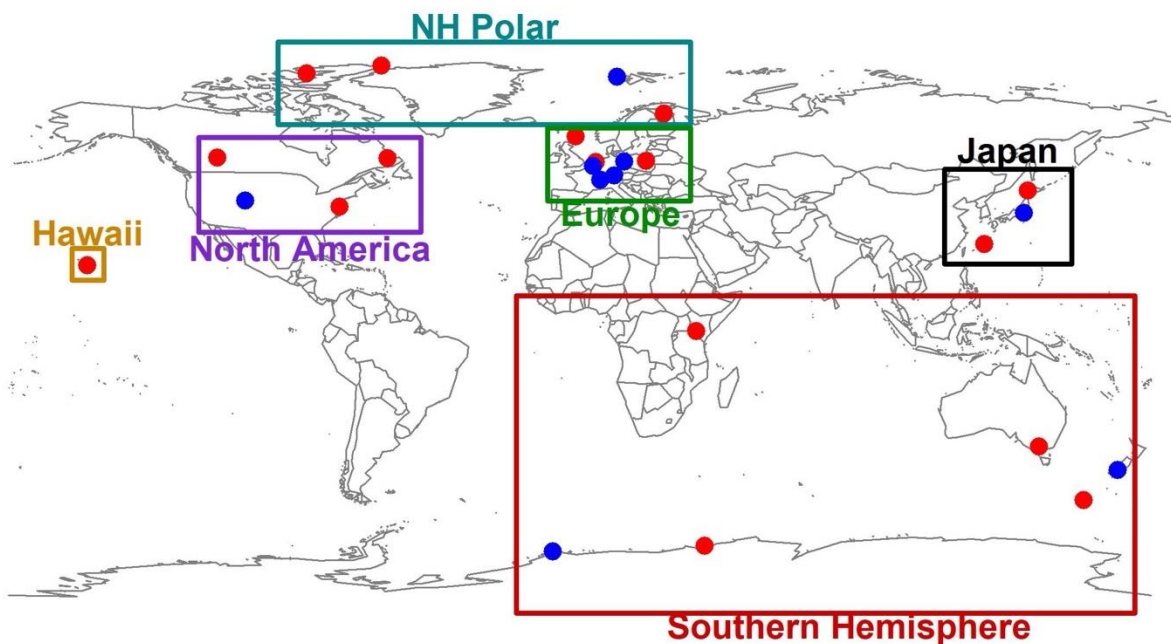 NH Polar
Japan
Hawaii
Europe
North America
Southern Hemisphere